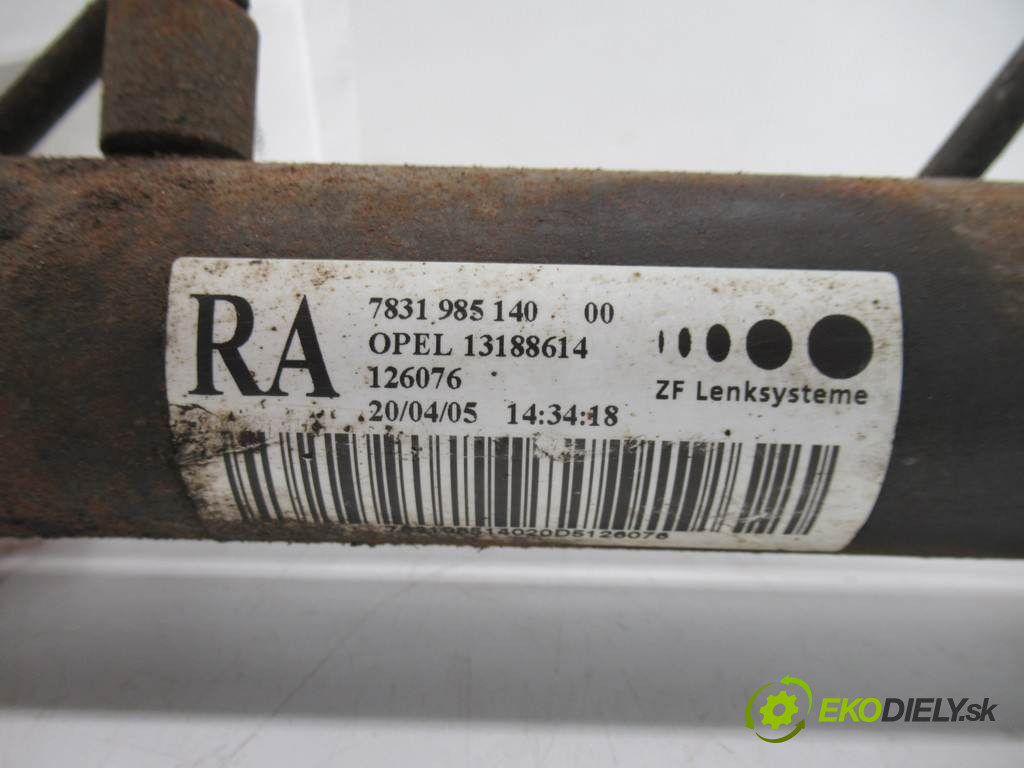 RA
7831 985 140 00
OPEL 13188614
126076
20/04/05 14:34:18
ZF Lenksysteme
EKODIELY.sk